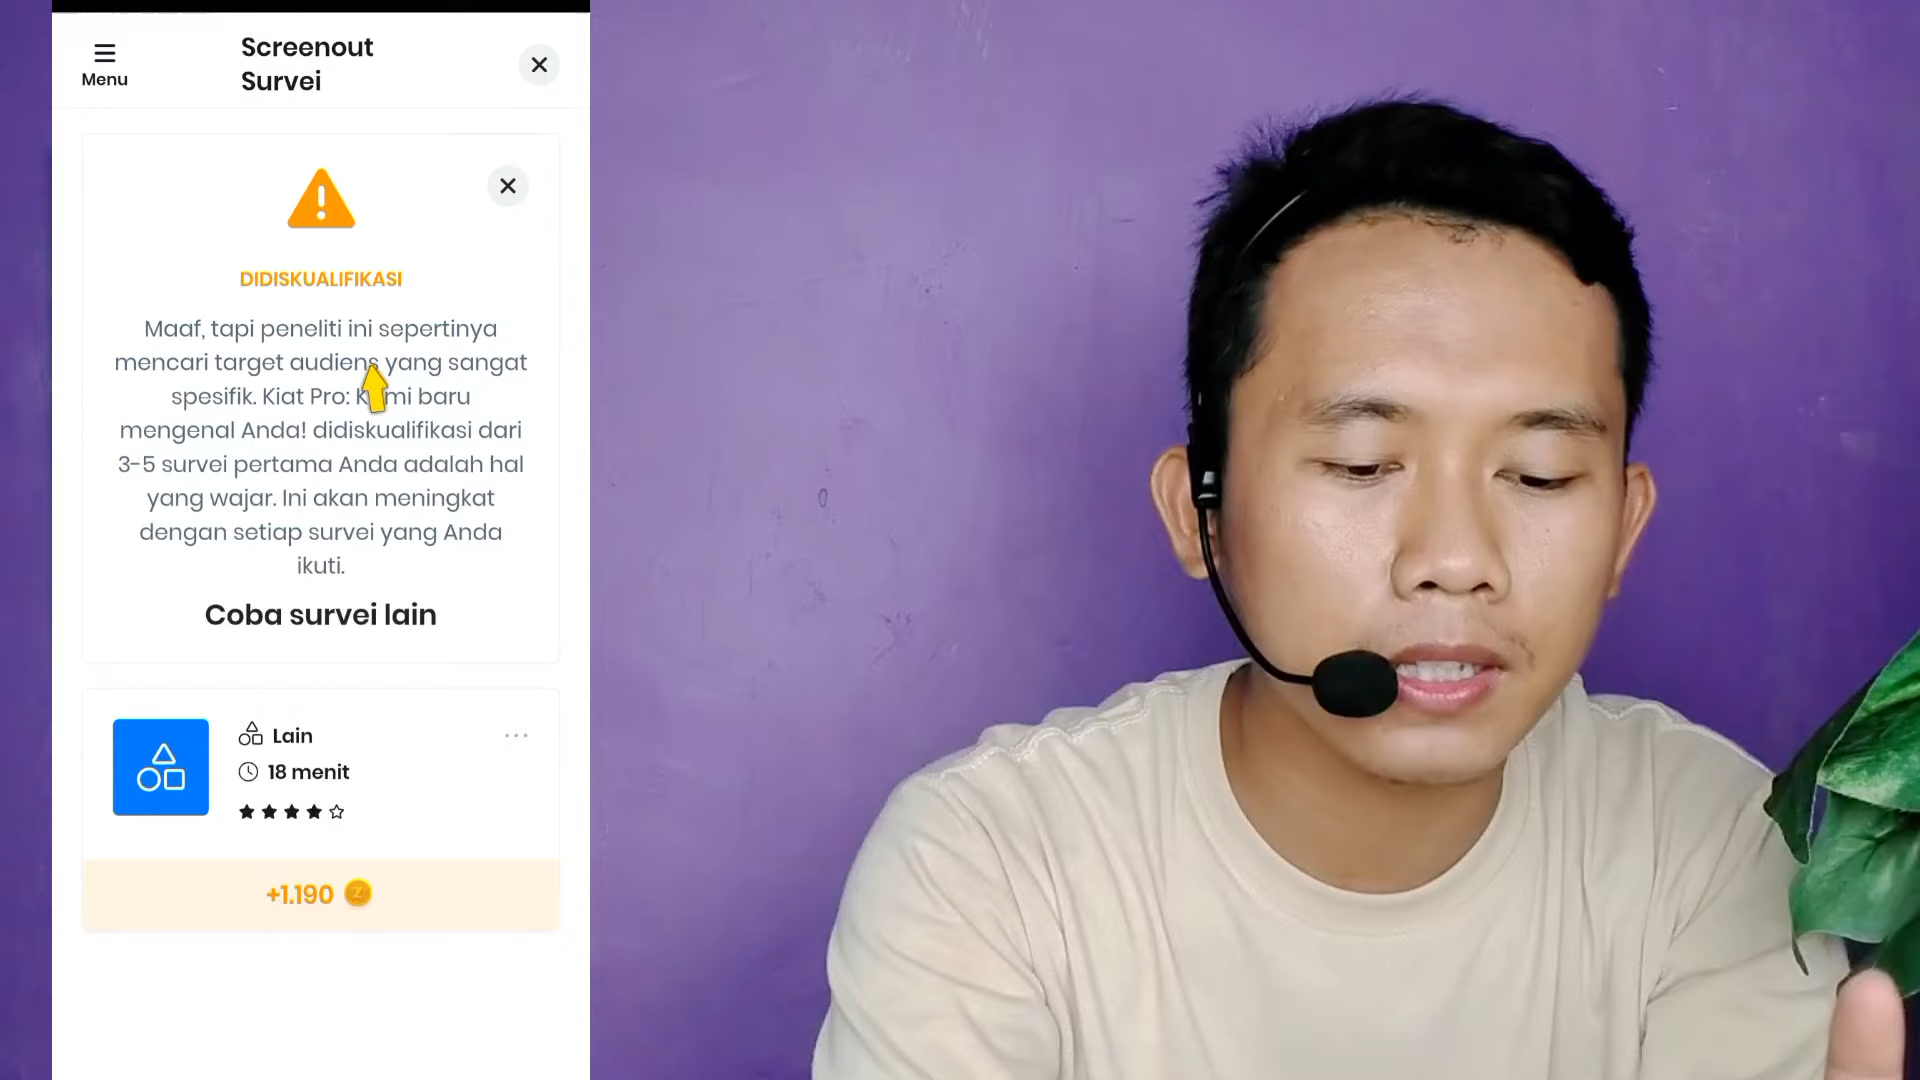 Menu
Screenout
Survei
DIDISKUALIFIKASI
Maaf, tapi peneliti ini sepertinya
mencari target audiens yang sangat
spesifik. Kiat Pro: Kami baru
mengenal Anda! didiskualifikasi dari
3-5 survei pertama Anda adalah hal
yang wajar. Ini akan meningkat
dengan setiap survei yang Anda
ikuti.
Coba survei lain
Lain
18 menit
+1.190